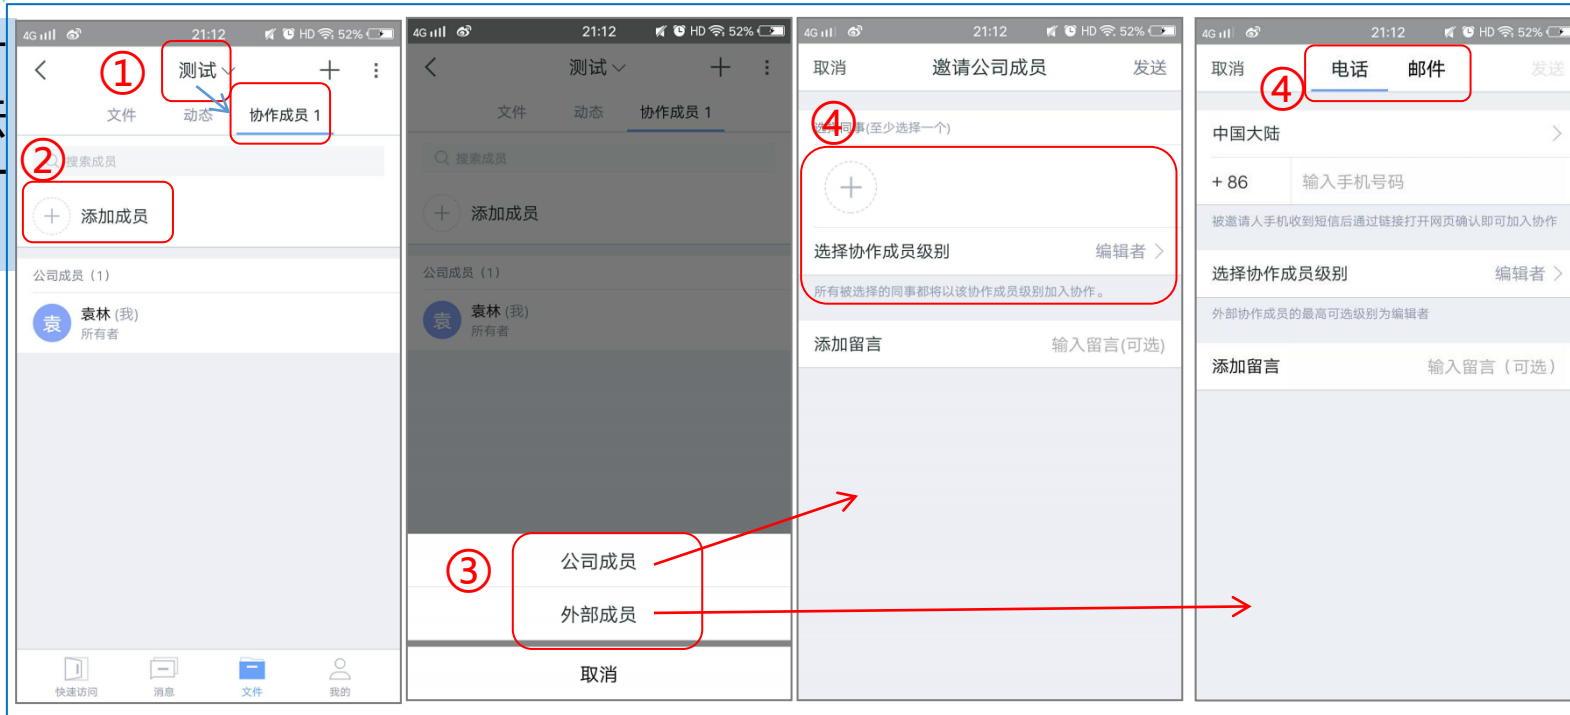 4G 21:12 HD 52%
①
测试
文件 动态 协作成员 1
②
搜索成员
添加成员
公司成员（1）
袁
袁林 (我)
所有者
快速访问 消息 文件 我的
4G 21:12 HD 52%
测试
文件 动态 协作成员 1
搜索成员
添加成员
公司成员（1）
袁
袁林 (我)
所有者
③
公司成员
外部成员
取消
4G 21:12 HD 52%
取消 邀请公司成员 发送
④
选择同事(至少选择一个)
选择协作成员级别 编辑者
所有被选择的同事都将以该协作成员级别加入协作。
添加留言 输入留言(可选)
4G 21:12 HD 52%
取消 电话 邮件 发送
④
中国大陆
+ 86 输入手机号码
被邀请人手机收到短信后通过链接打开网页确认即可加入协作
选择协作成员级别 编辑者
外部协作成员的最高可选级别为编辑者
添加留言 输入留言（可选）